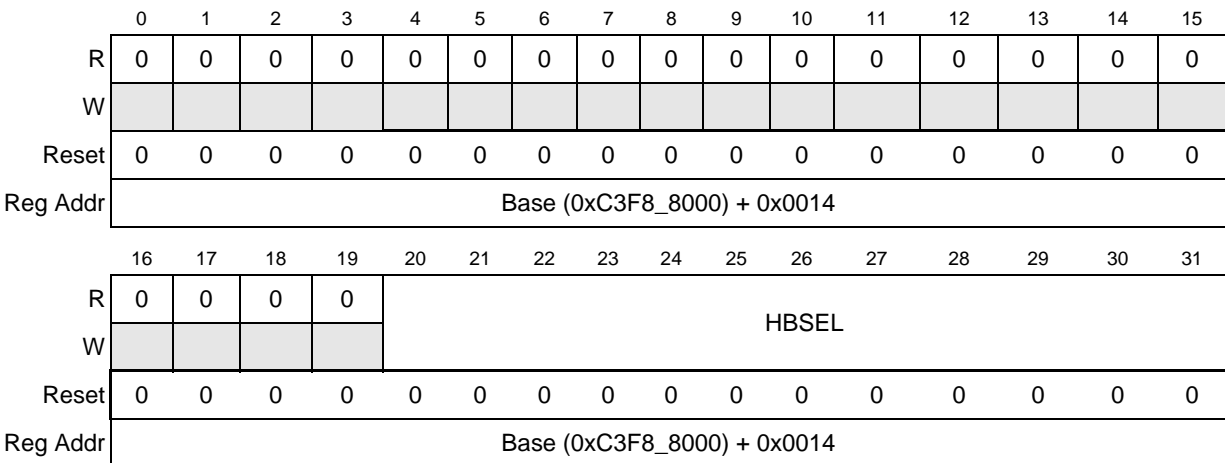 0 1 2 3 4 5 6 7 8 9 10 11 12 13 14 15
R 0 0 0 0 0 0 0 0 0 0 0 0 0 0 0 0
W
Reset 0 0 0 0 0 0 0 0 0 0 0 0 0 0 0 0
Reg Addr Base (0xC3F8_8000) + 0x0014
16 17 18 19 20 21 22 23 24 25 26 27 28 29 30 31
R 0 0 0 0
HBSEL
W
Reset 0 0 0 0 0 0 0 0 0 0 0 0 0 0 0 0
Reg Addr Base (0xC3F8_8000) + 0x0014